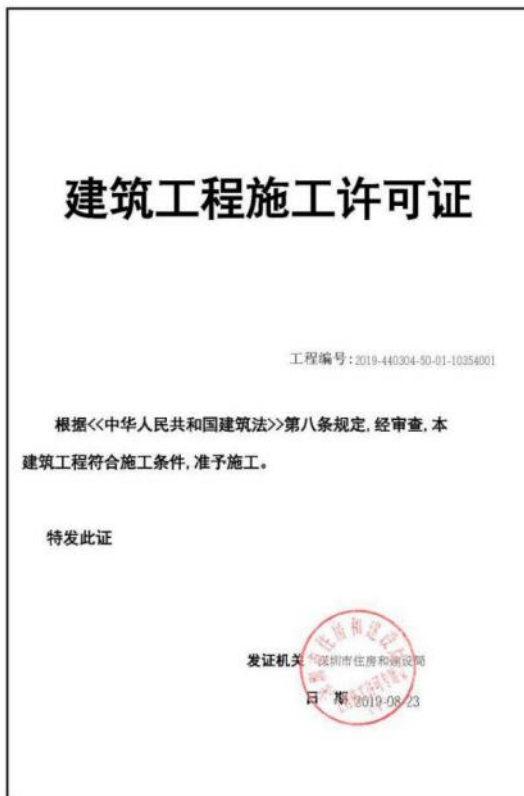 建筑工程施工许可证
工程编号:2019-440304-50-01-10354001
根据<<中华人民共和国建筑法>>第八条规定,经审查,本
建筑工程符合施工条件,准予施工。
特发此证
发证机关 深圳市住房和建设局
日 期 2019-08-23